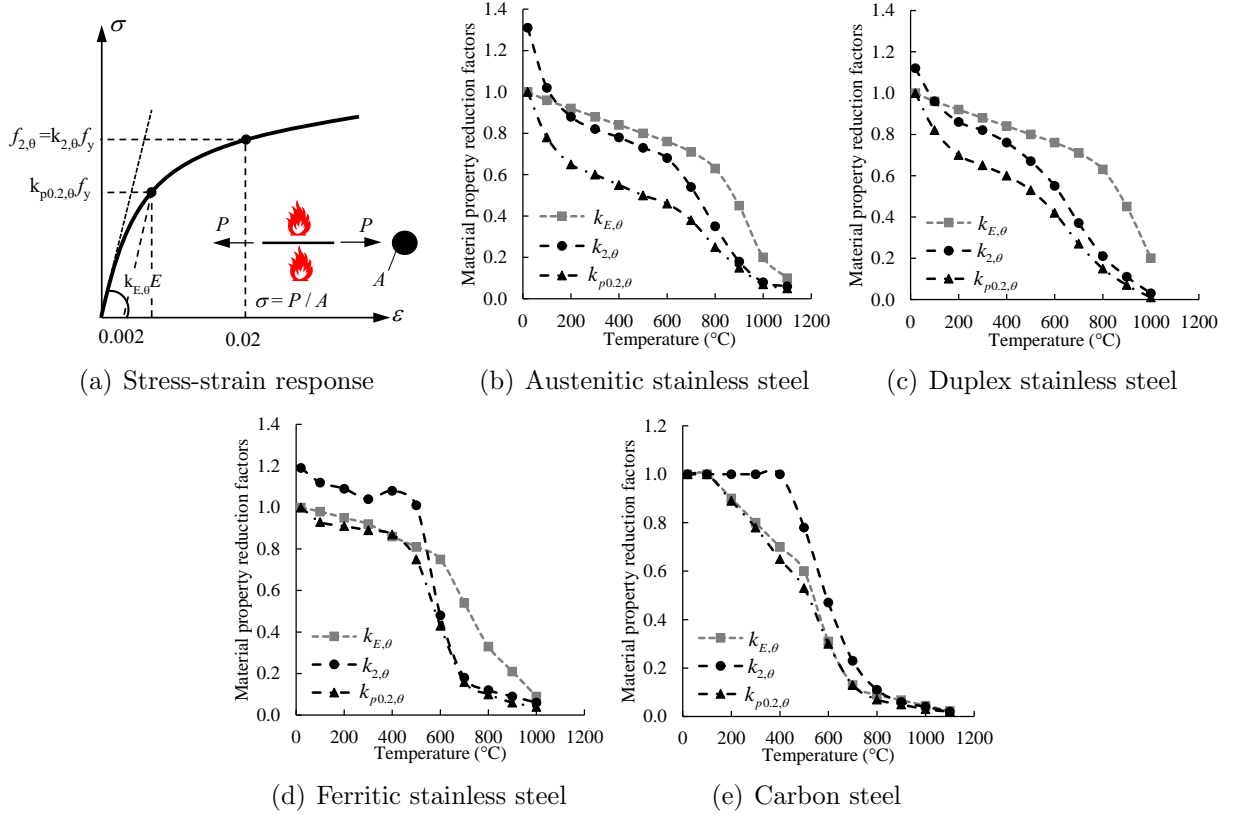 σ
f2,θ =k2,θ fy
kp0.2,θ fy
P
P
A
kE,θE
σ = P / A
ε
0.002
0.02
(a) Stress-strain response
Material property reduction factors
1.4
1.2
1.0
0.8
0.6
0.4
0.2
0.0
kE,θ
k2,θ
kp0.2,θ
0 200 400 600 800 1000 1200
Temperature (°C)
(b) Austenitic stainless steel
Material property reduction factors
1.4
1.2
1.0
0.8
0.6
0.4
0.2
0.0
kE,θ
k2,θ
kp0.2,θ
0 200 400 600 800 1000 1200
Temperature (°C)
(c) Duplex stainless steel
Material property reduction factors
1.4
1.2
1.0
0.8
0.6
0.4
0.2
0.0
kE,θ
k2,θ
kp0.2,θ
0 200 400 600 800 1000 1200
Temperature (°C)
(d) Ferritic stainless steel
Material property reduction factors
1.2
1.0
0.8
0.6
0.4
0.2
0.0
kE,θ
k2,θ
kp0.2,θ
0 200 400 600 800 1000 1200
Temperature (°C)
(e) Carbon steel